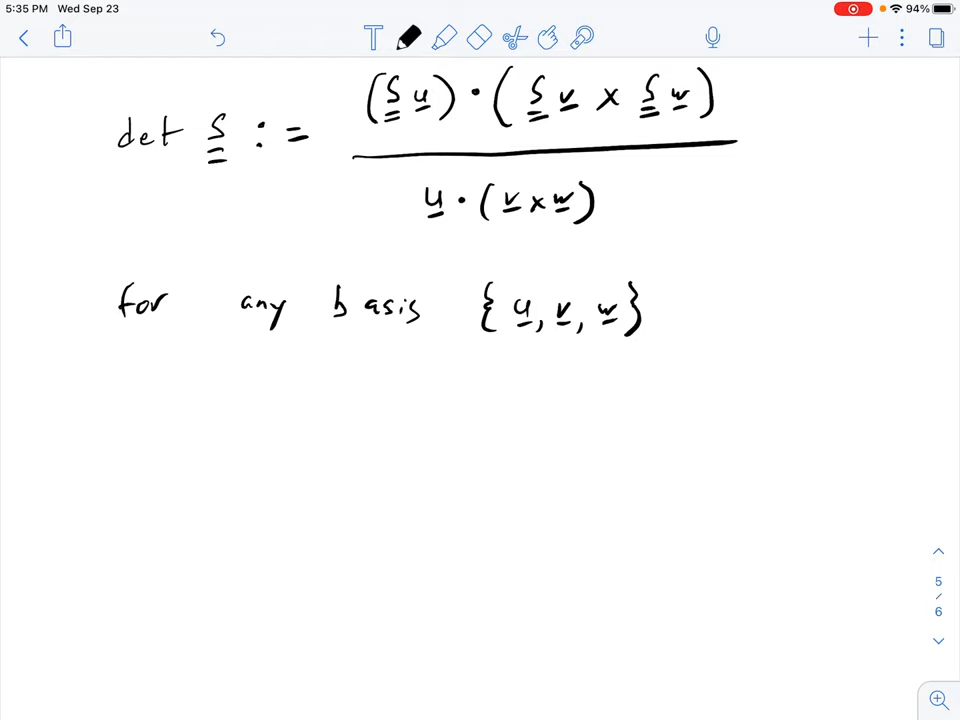 5:35 PM Wed Sep 23 94%
T
det S := (S u) · (S v x S w)
u · (v x w)
for any basis { u, v, w }
5
/
6